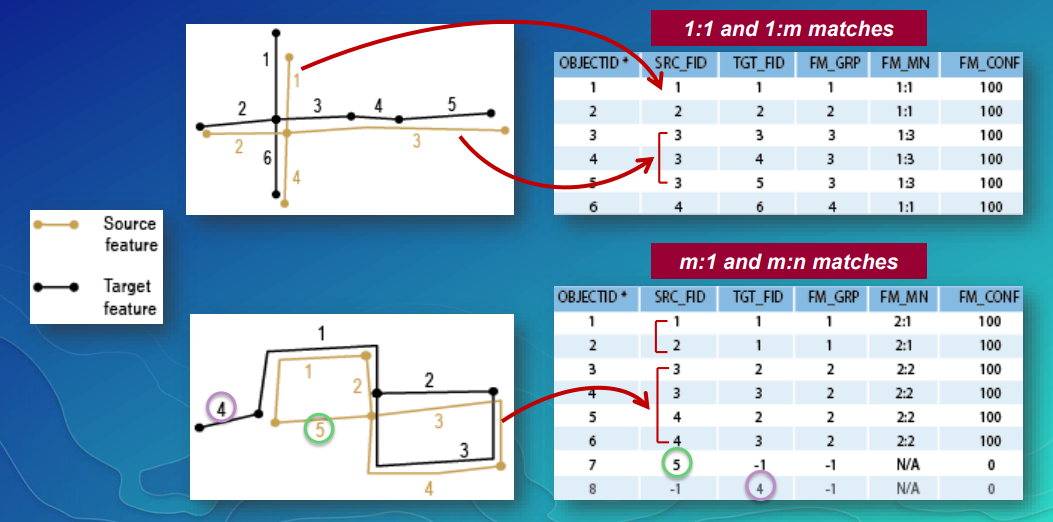 1:1 and 1:m matches
1
1
2
3
4
5
2
3
6
4
OBJECTID * SRC_FID TGT_FID FM_GRP FM_MN FM_CONF
1 1 1 1 1:1 100
2 2 2 2 1:1 100
3 3 3 3 1:3 100
4 3 4 3 1:3 100
5 3 5 3 1:3 100
6 4 6 4 1:1 100
Source
feature
Target
feature
m:1 and m:n matches
1
1
2
2
4
5
3
3
4
OBJECTID * SRC_FID TGT_FID FM_GRP FM_MN FM_CONF
1 1 1 1 2:1 100
2 2 1 1 2:1 100
3 3 2 2 2:2 100
4 3 3 2 2:2 100
5 4 2 2 2:2 100
6 4 3 2 2:2 100
7 5 -1 -1 N/A 0
8 -1 4 -1 N/A 0